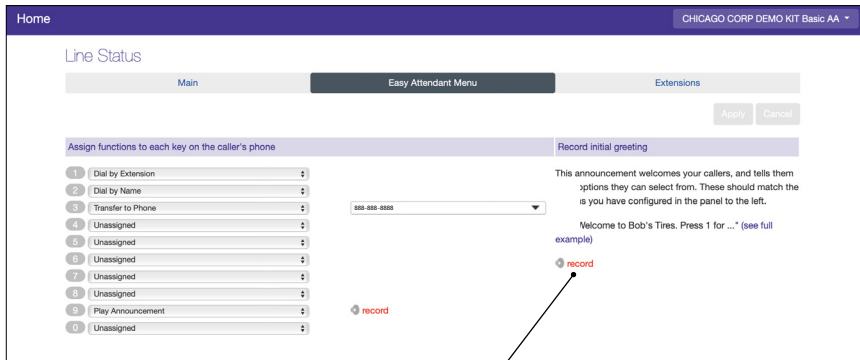 Home
CHICAGO CORP DEMO KIT Basic AA
Line Status
Main
Easy Attendant Menu
Extensions
Apply
Cancel
Assign functions to each key on the caller's phone
1 Dial by Extension
2 Dial by Name
3 Transfer to Phone 888-888-8888
4 Unassigned
5 Unassigned
6 Unassigned
7 Unassigned
8 Unassigned
9 Play Announcement record
0 Unassigned
Record initial greeting
This announcement welcomes your callers, and tells them
options they can select from. These should match the
you have configured in the panel to the left.
Welcome to Bob's Tires. Press 1 for ..." (see full
example)
record